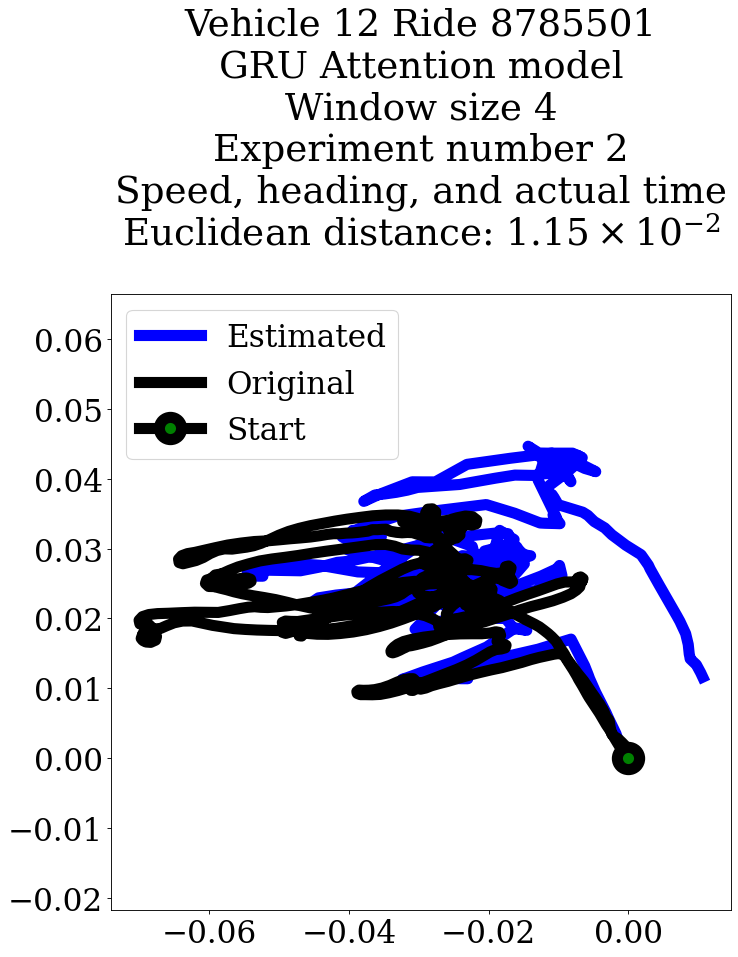 Vehicle 12 Ride 8785501
GRU Attention model
Window size 4
Experiment number 2
Speed, heading, and actual time
Euclidean distance: 1.15 × 10⁻²
Estimated
Original
Start
0.06
0.05
0.04
0.03
0.02
0.01
0.00
−0.01
−0.02
−0.06 −0.04 −0.02 0.00